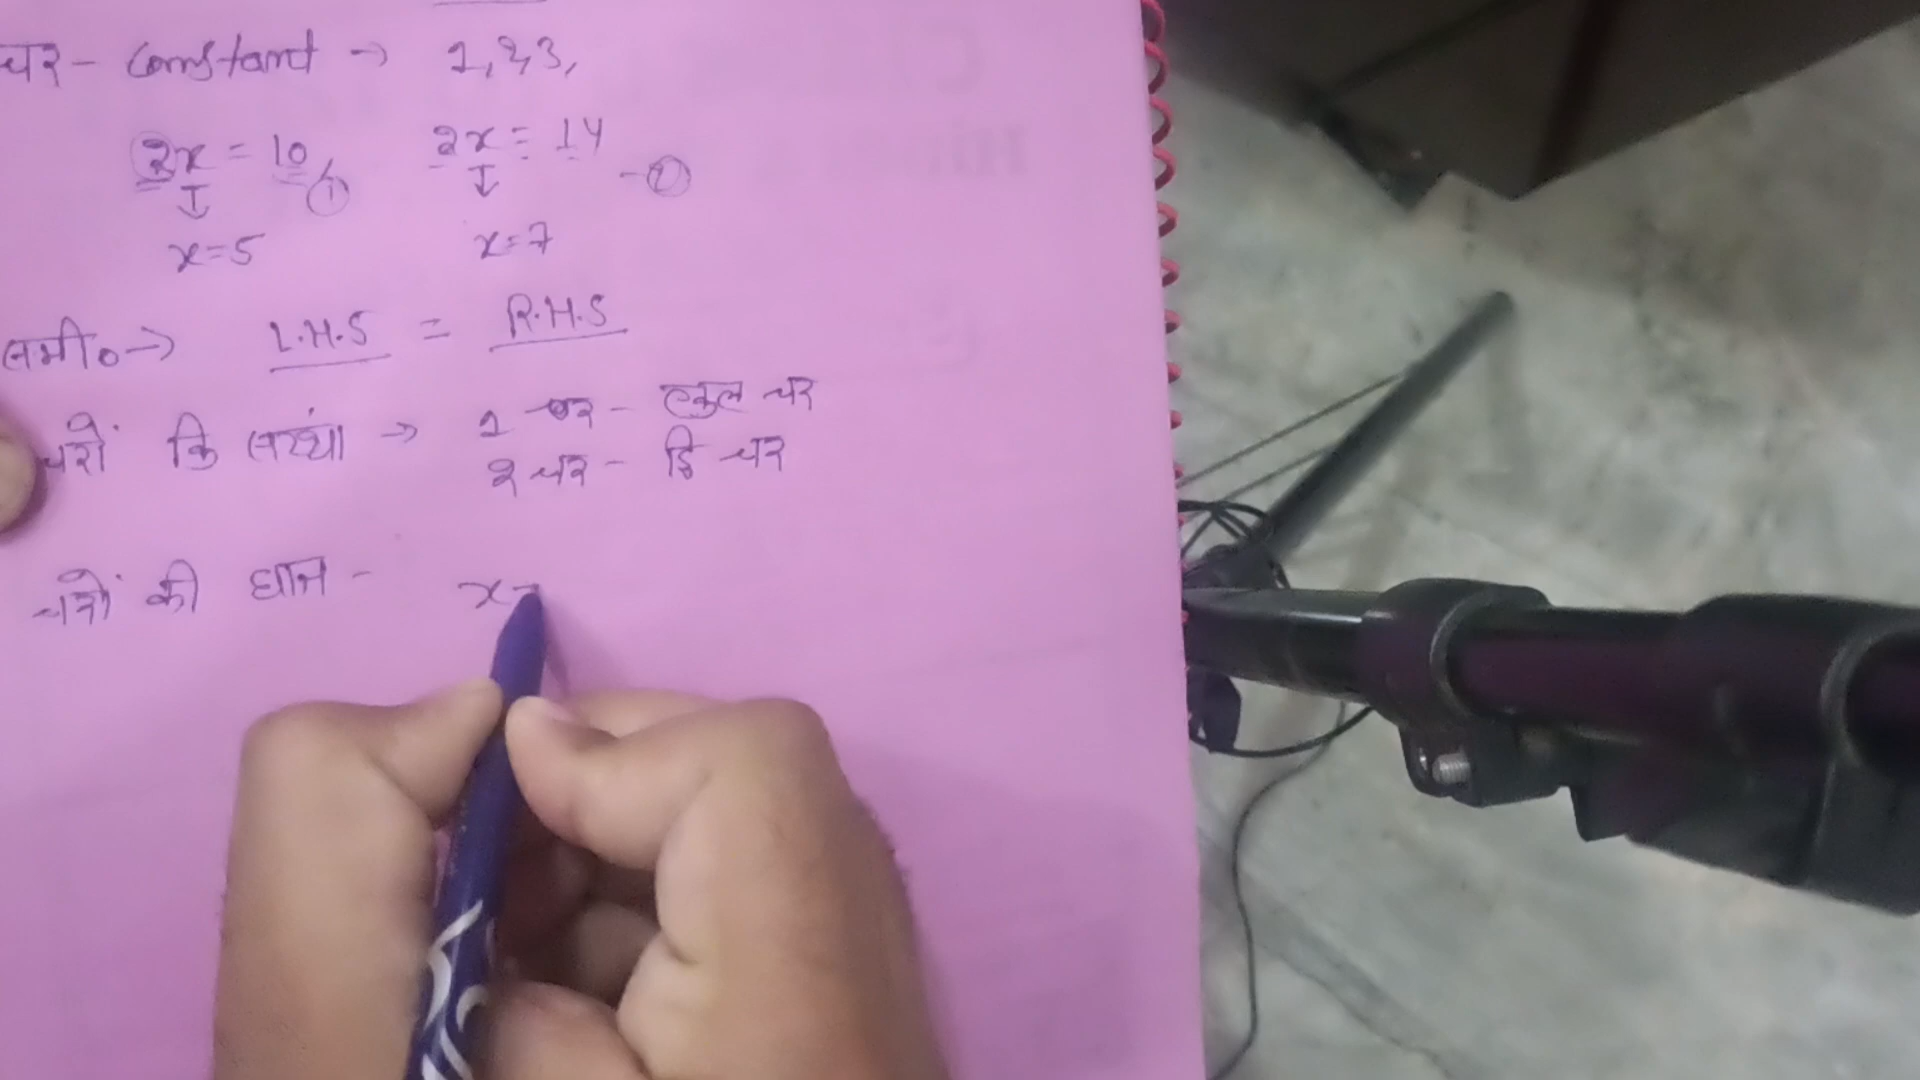 चर - constant → 1, 2, 3,
2x = 10 ① 2x = 14 - ②
x = 5 x = 7
समी० → L.H.S = R.H.S
चरों कि संख्या → 1 चर - एकल चर
2 चर - द्वि चर
चरों की घात - x